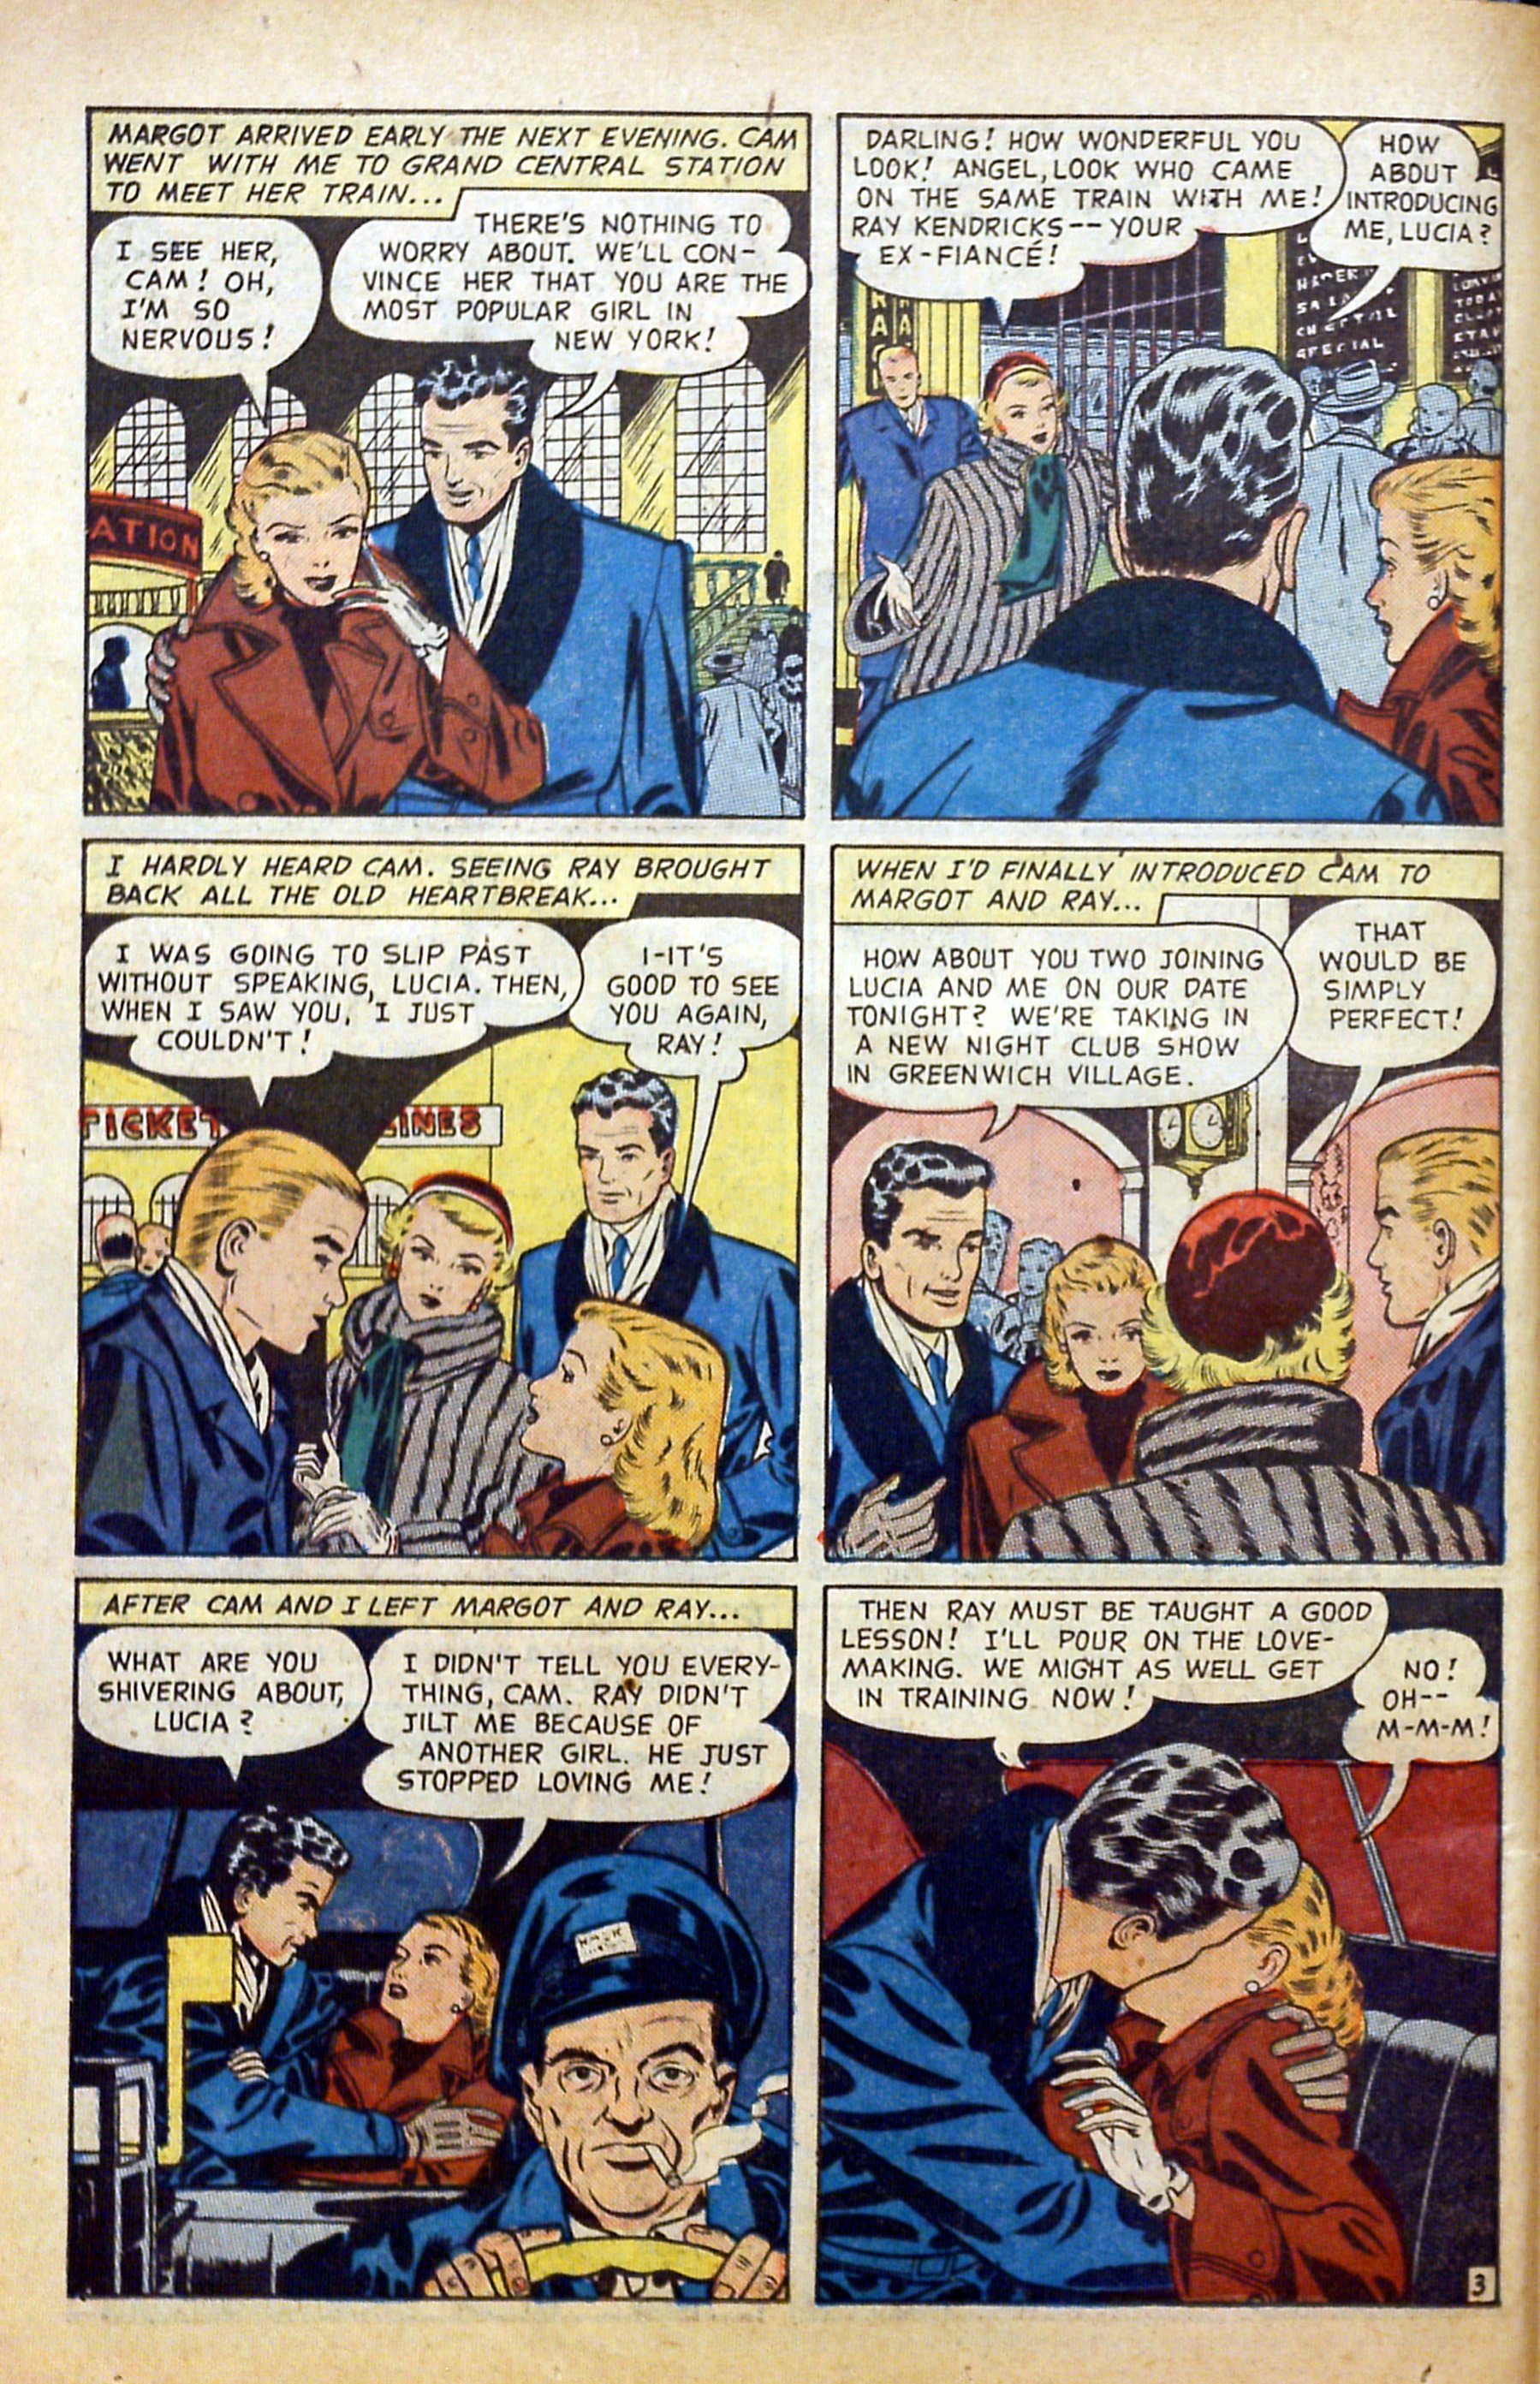 MARGOT ARRIVED EARLY THE NEXT EVENING. CAM
WENT WITH ME TO GRAND CENTRAL STATION
TO MEET HER TRAIN...
I SEE HER,
CAM! OH,
I'M SO
NERVOUS!
THERE'S NOTHING TO
WORRY ABOUT. WE'LL CON-
VINCE HER THAT YOU ARE THE
MOST POPULAR GIRL IN
NEW YORK!
ATION
DARLING! HOW WONDERFUL YOU
LOOK! ANGEL, LOOK WHO CAME
ON THE SAME TRAIN WITH ME!
RAY KENDRICKS--YOUR
EX-FIANCÉ!
HOW
ABOUT
INTRODUCING
ME, LUCIA?
SPECIAL
TODA
I HARDLY HEARD CAM. SEEING RAY BROUGHT
BACK ALL THE OLD HEARTBREAK...
I WAS GOING TO SLIP PAST
WITHOUT SPEAKING, LUCIA. THEN,
WHEN I SAW YOU, I JUST
COULDN'T!
I-IT'S
GOOD TO SEE
YOU AGAIN,
RAY!
TICKET
LINES
WHEN I'D FINALLY INTRODUCED CAM TO
MARGOT AND RAY...
HOW ABOUT YOU TWO JOINING
LUCIA AND ME ON OUR DATE
TONIGHT? WE'RE TAKING IN
A NEW NIGHT CLUB SHOW
IN GREENWICH VILLAGE.
THAT
WOULD BE
SIMPLY
PERFECT!
AFTER CAM AND I LEFT MARGOT AND RAY...
WHAT ARE YOU
SHIVERING ABOUT,
LUCIA?
I DIDN'T TELL YOU EVERY-
THING, CAM. RAY DIDN'T
JILT ME BECAUSE OF
ANOTHER GIRL. HE JUST
STOPPED LOVING ME!
HACK
THEN RAY MUST BE TAUGHT A GOOD
LESSON! I'LL POUR ON THE LOVE-
MAKING. WE MIGHT AS WELL GET
IN TRAINING NOW!
NO!
OH--
M-M-M!
3